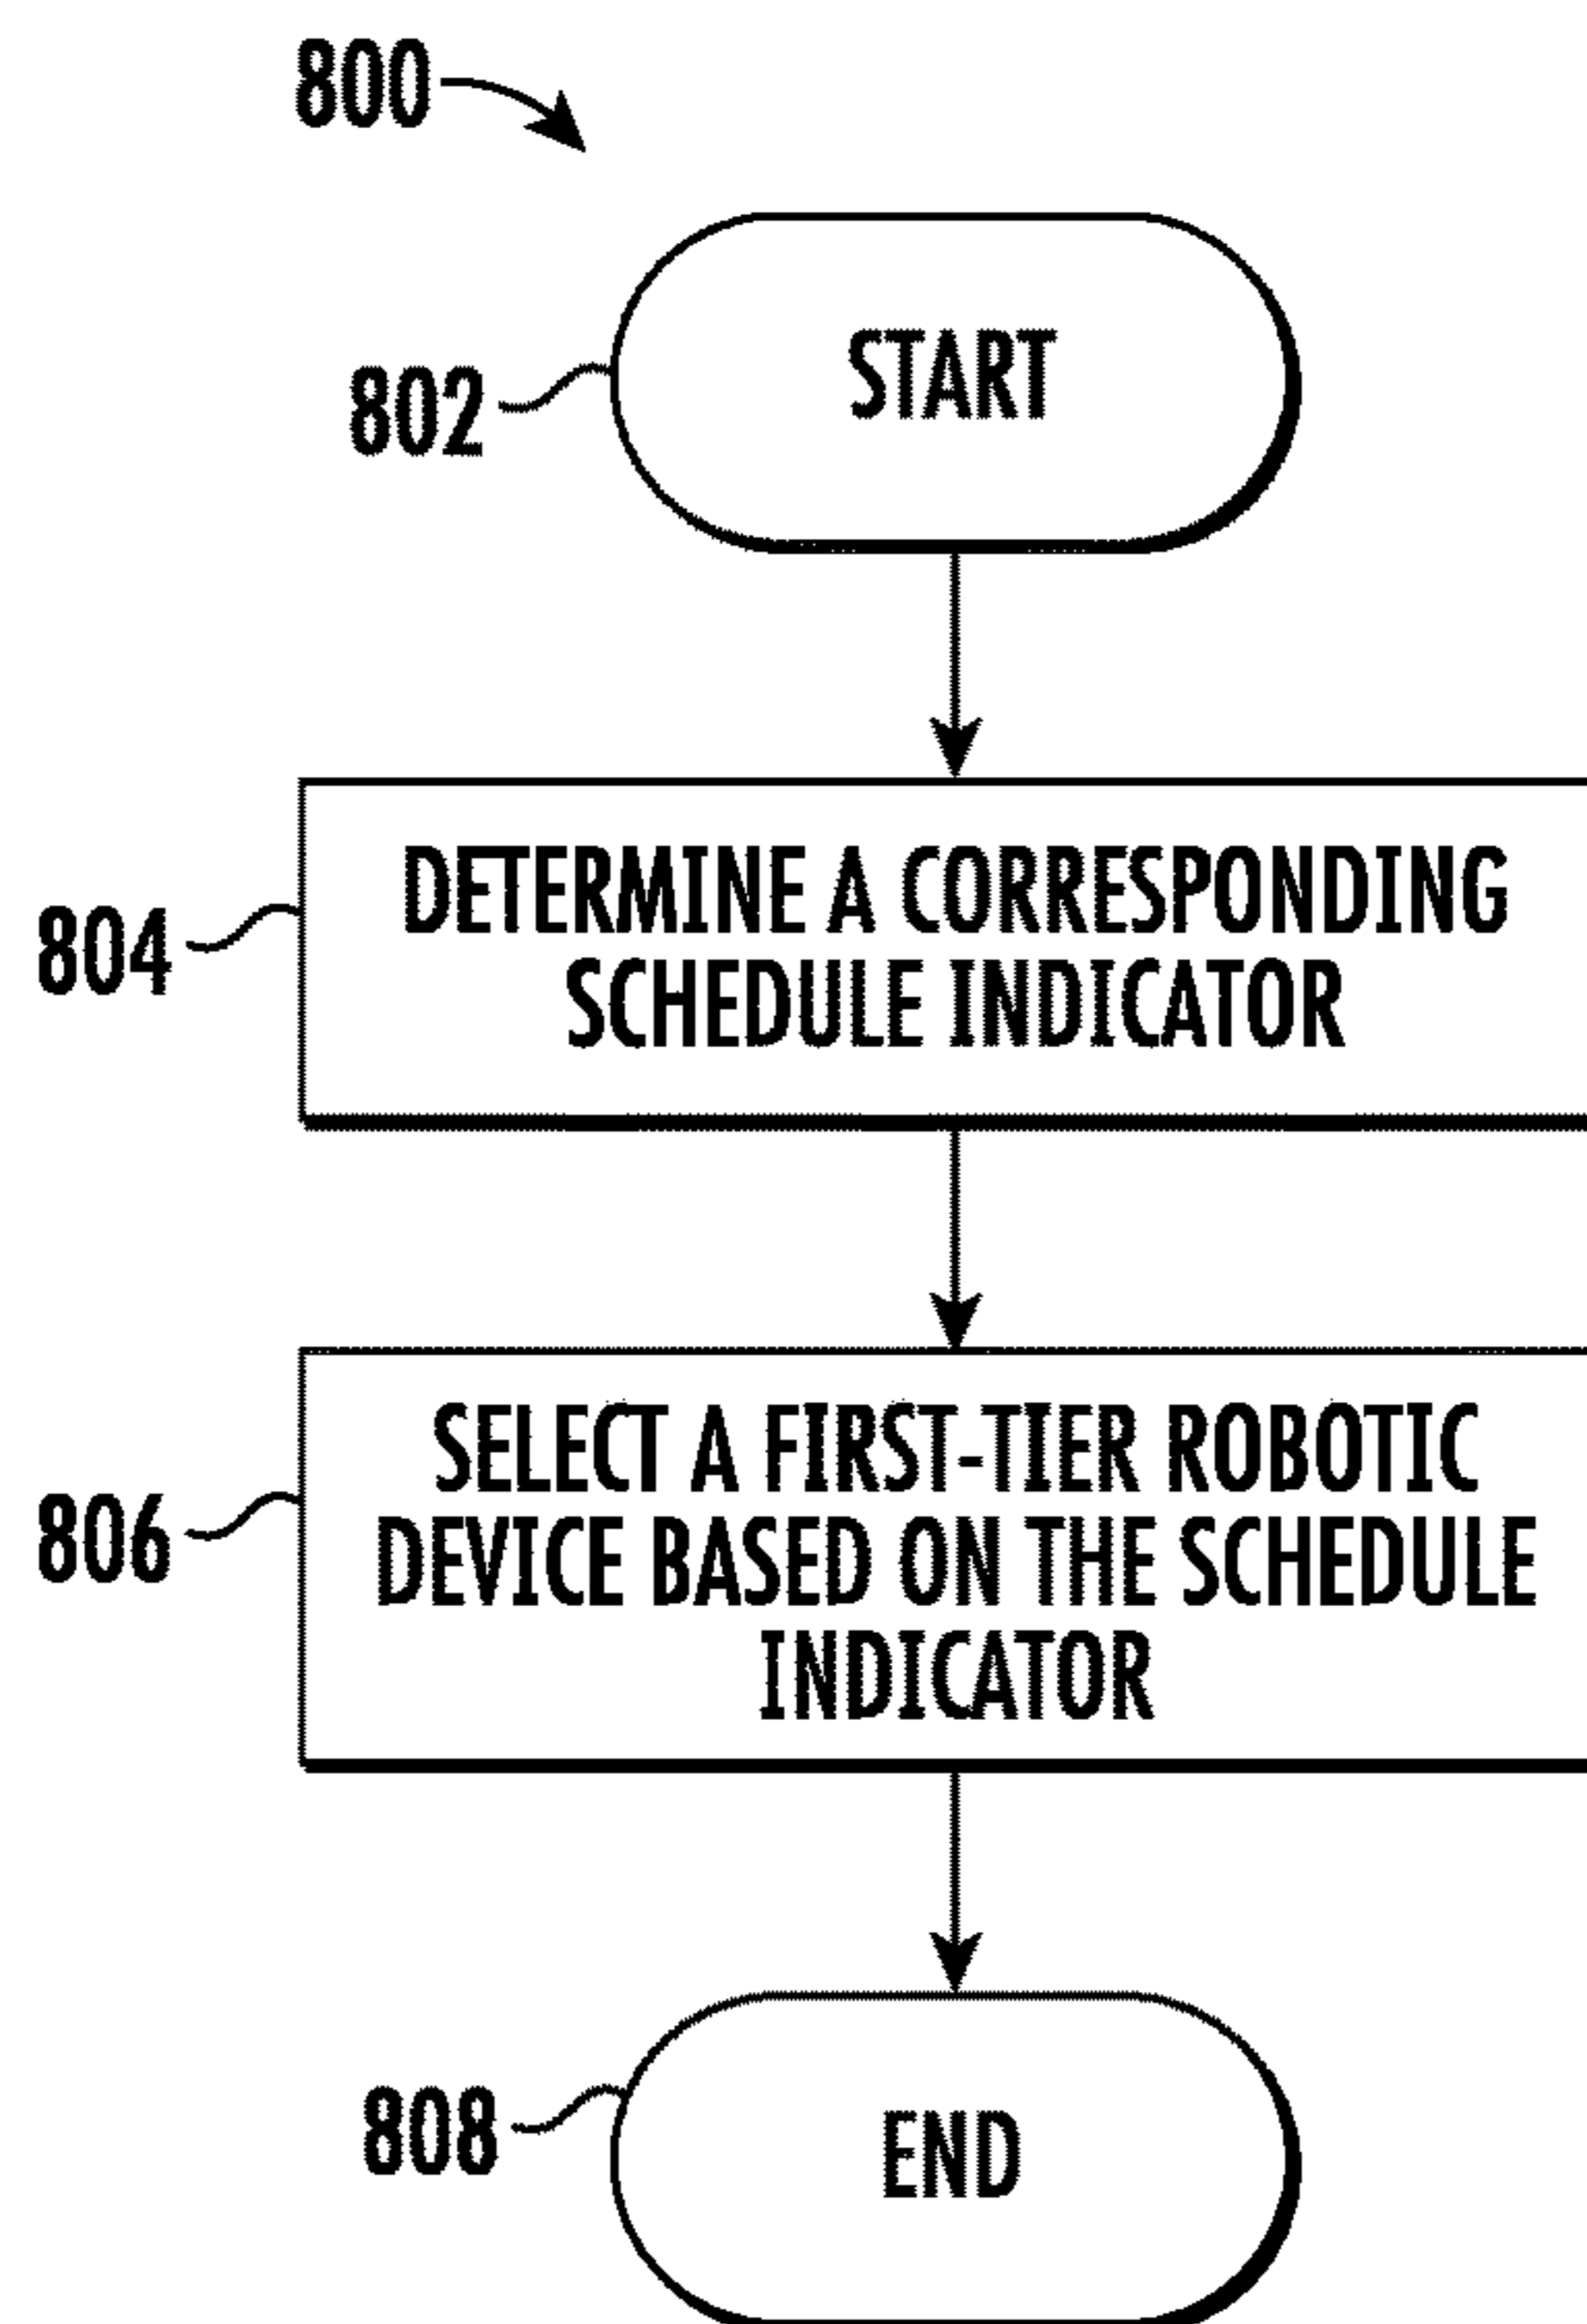 800
802
START
804
DETERMINE A CORRESPONDING
SCHEDULE INDICATOR
806
SELECT A FIRST-TIER ROBOTIC
DEVICE BASED ON THE SCHEDULE
INDICATOR
808
END